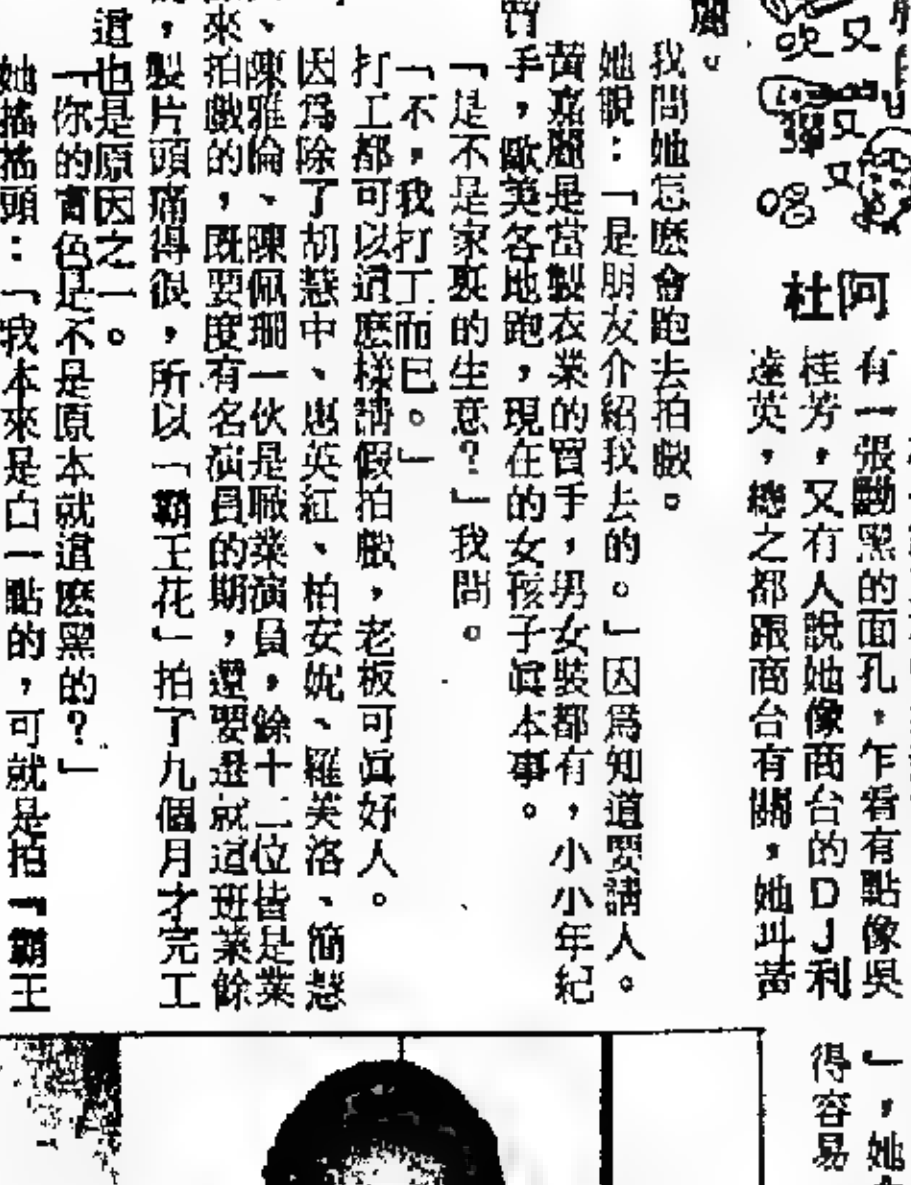 又
吹
又
又
08
阿杜
有一張黝黑的面孔,乍看有點像吳
桂芳,又有人說她像商台的DJ利
達英,總之都跟商台有關,她叫黃
麗。
我問她怎麽會跑去拍戲。
她說:「是朋友介紹我去的。」因爲知道要請人。
黃嘉麗是當製衣業的買手,男女裝都有,小小年紀
買手,歐美各地跑,現在的女孩子眞本事。
「是不是家裏的生意?」我問。
「不,我打工而已。」
打工都可以這麽樣請假拍戲,老板可眞好人。
因爲除了胡慧中、惠英紅、柏安妮、羅芙洛、簡慧
、陳雅倫、陳佩珊一伙是職業演員,餘十二位皆是業
來拍戲的,旣要度有名演員的期,還要遷就這班業餘
,製片頭痛得很,所以「霸王花」拍了九個月才完工
這也是原因之一。
「你的膚色是不是原本就這麽黑的?」
她搖搖頭:「我本來是白一點的,可就是拍「霸王
」,她
得容易